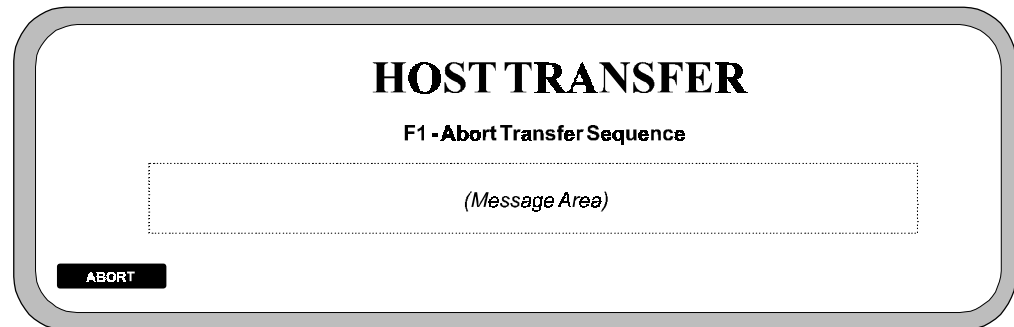 HOST TRANSFER
F1 - Abort Transfer Sequence
(Message Area)
ABORT